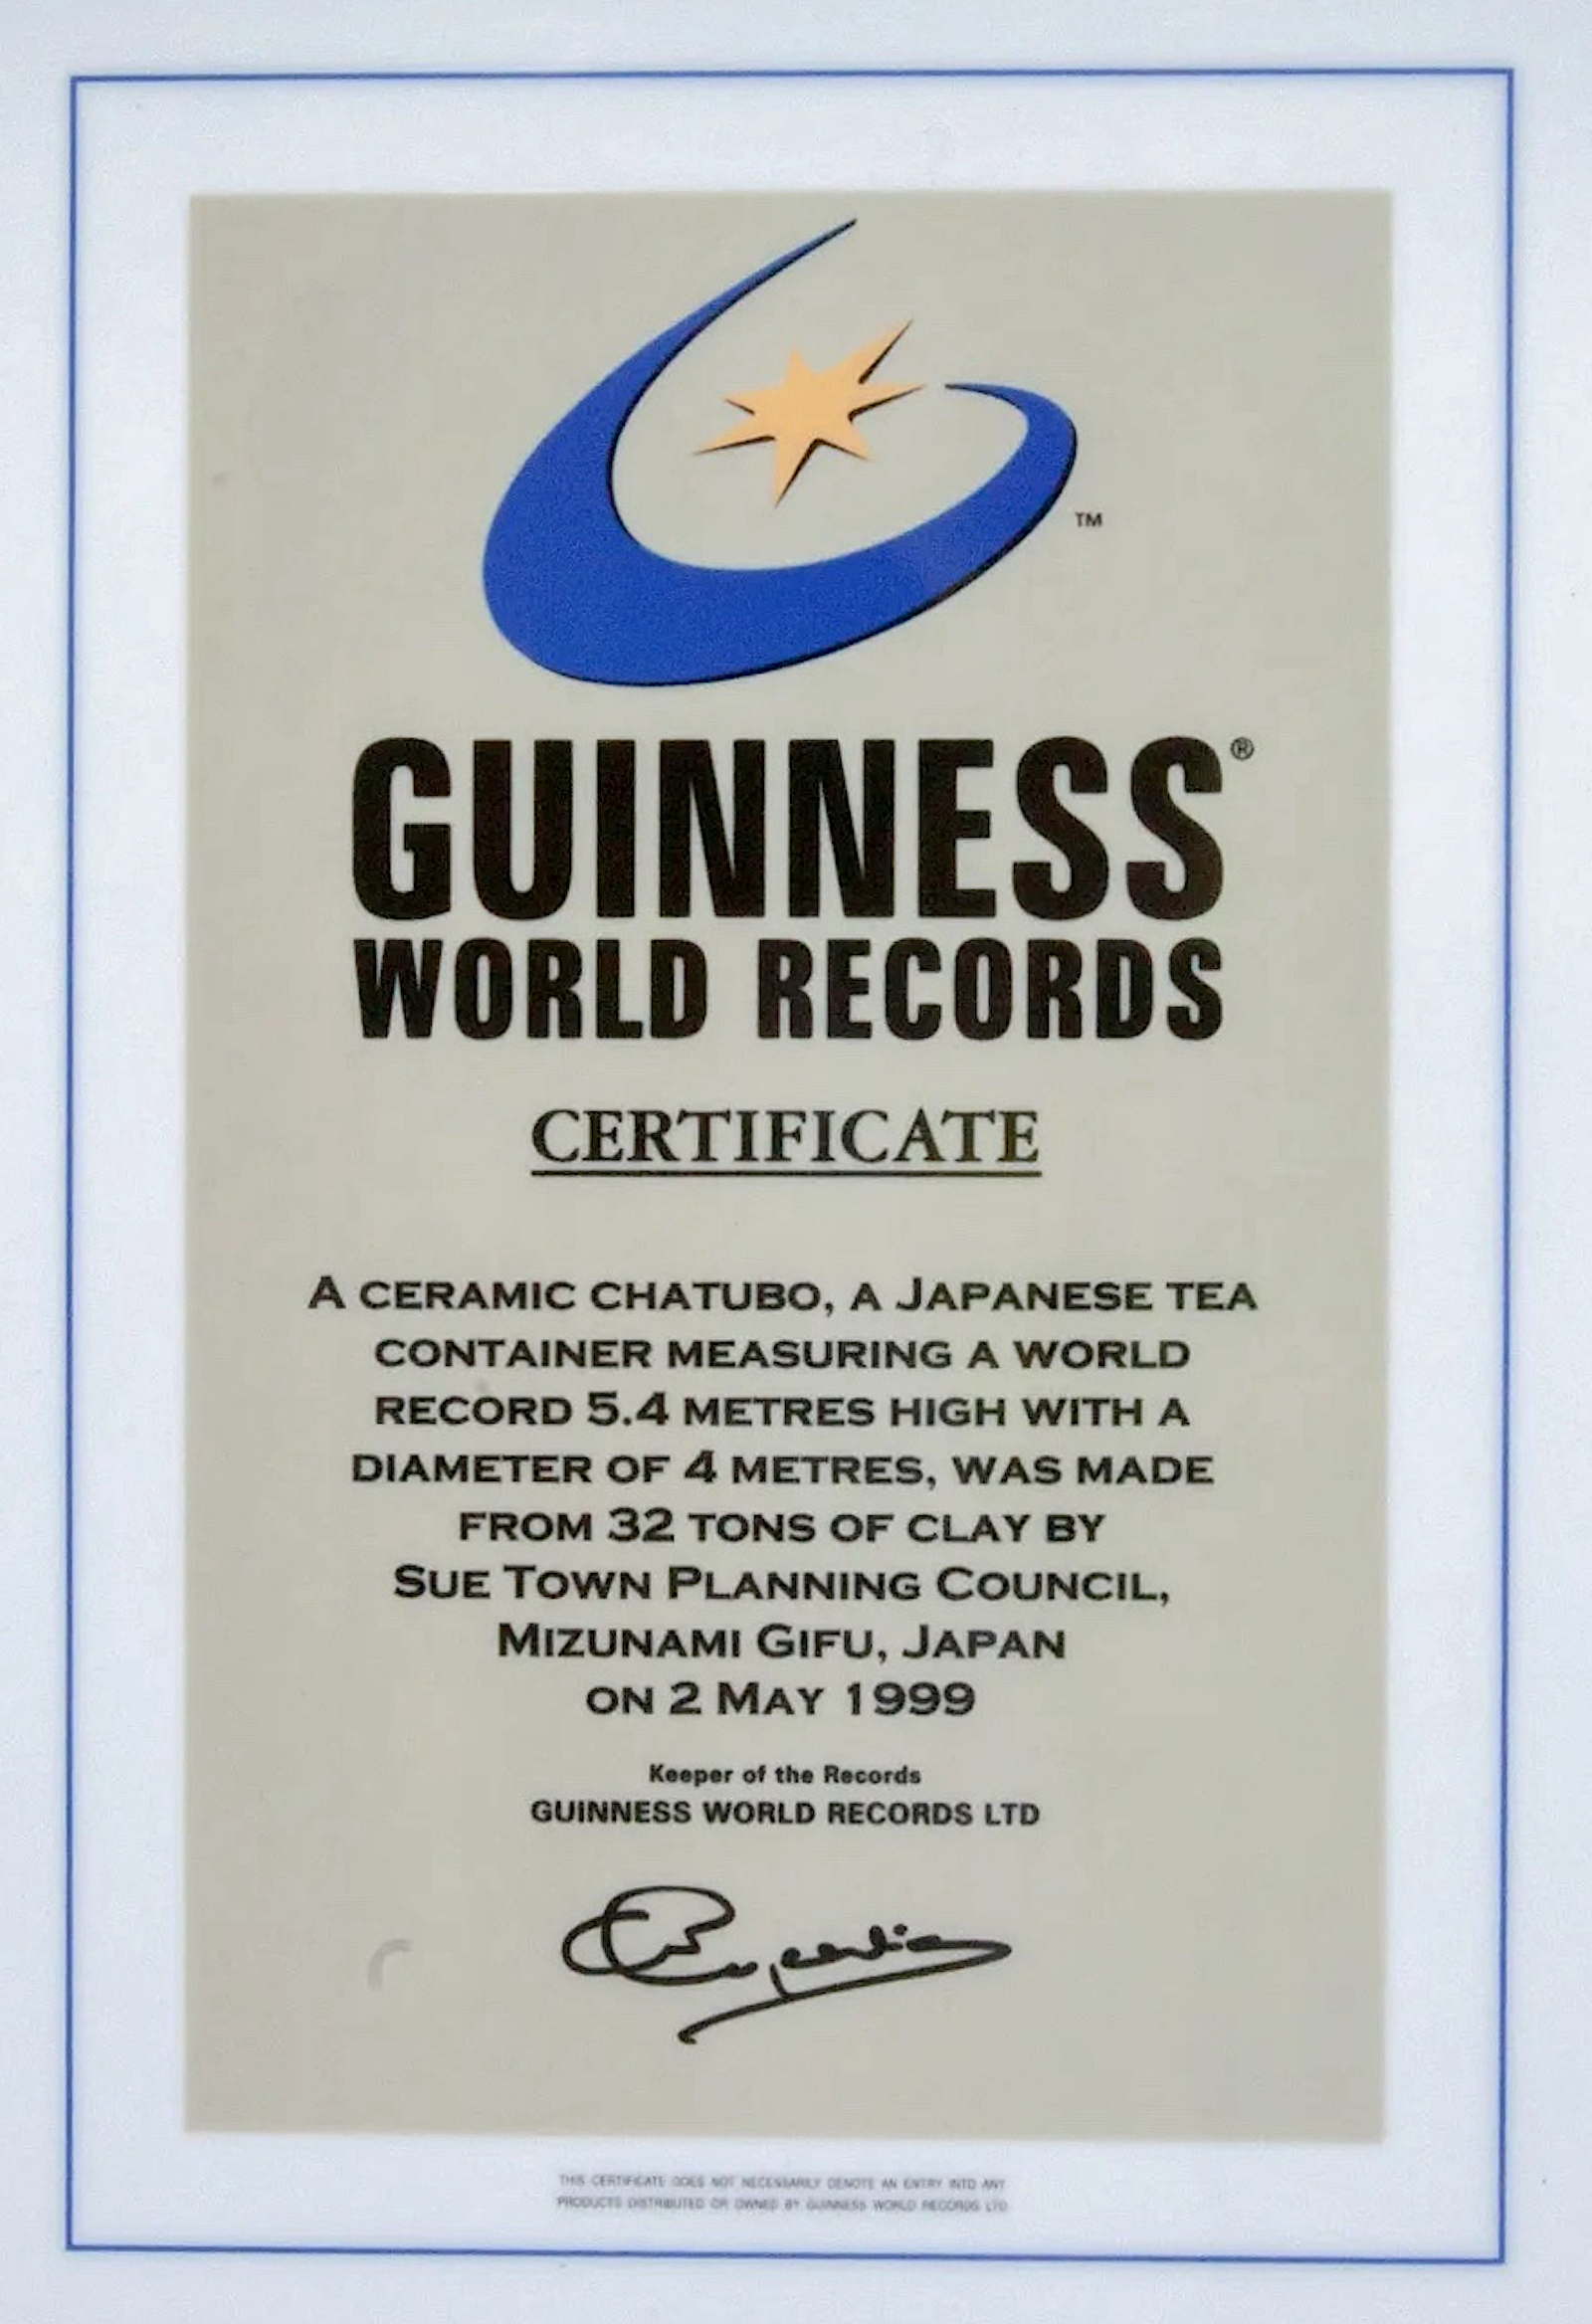 TM
GUINNESS®
WORLD RECORDS
CERTIFICATE
A CERAMIC CHATUBO, A JAPANESE TEA
CONTAINER MEASURING A WORLD
RECORD 5.4 METRES HIGH WITH A
DIAMETER OF 4 METRES, WAS MADE
FROM 32 TONS OF CLAY BY
SUE TOWN PLANNING COUNCIL,
MIZUNAMI GIFU, JAPAN
ON 2 MAY 1999
Keeper of the Records
GUINNESS WORLD RECORDS LTD
THIS CERTIFICATE DOES NOT NECESSARILY DENOTE AN ENTRY INTO ANY
PRODUCTS DISTRIBUTED OR OWNED BY GUINNESS WORLD RECORDS LTD